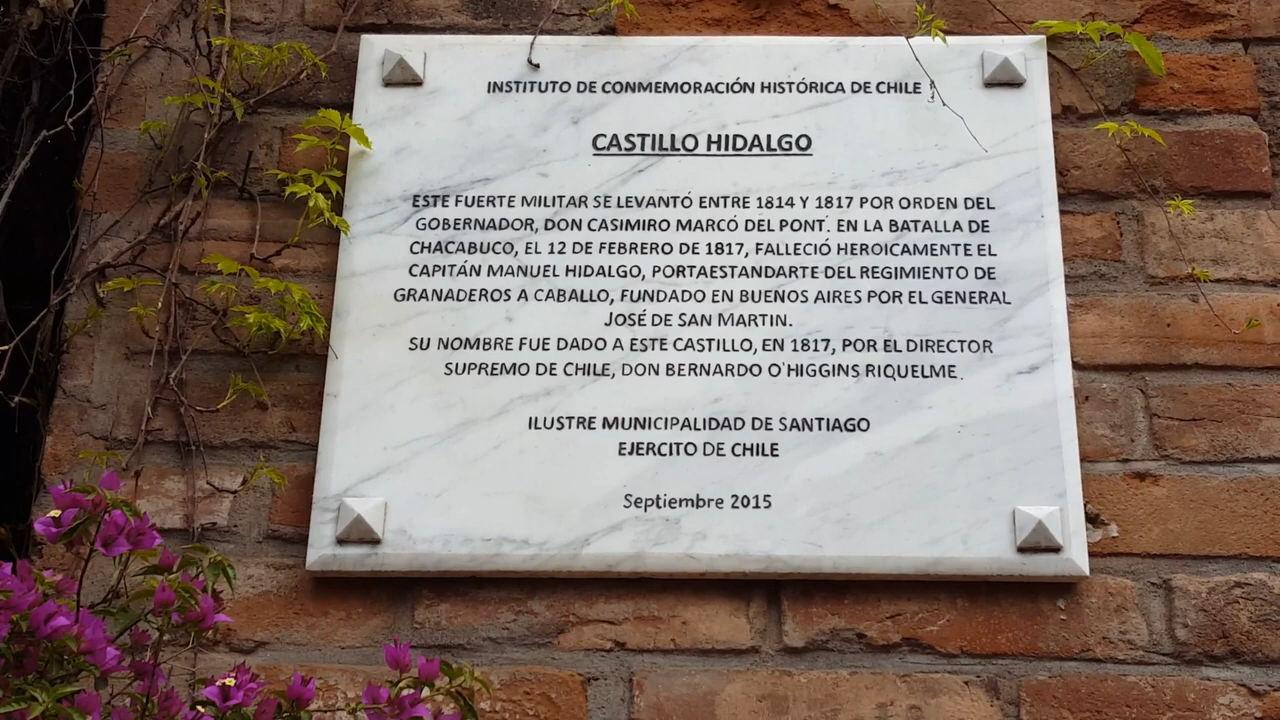 INSTITUTO DE CONMEMORACIÓN HISTÓRICA DE CHILE
CASTILLO HIDALGO
ESTE FUERTE MILITAR SE LEVANTÓ ENTRE 1814 Y 1817 POR ORDEN DEL
GOBERNADOR, DON CASIMIRO MARCÓ DEL PONT. EN LA BATALLA DE
CHACABUCO, EL 12 DE FEBRERO DE 1817, FALLECIÓ HEROICAMENTE EL
CAPITÁN MANUEL HIDALGO, PORTAESTANDARTE DEL REGIMIENTO DE
GRANADEROS A CABALLO, FUNDADO EN BUENOS AIRES POR EL GENERAL
JOSÉ DE SAN MARTIN.
SU NOMBRE FUE DADO A ESTE CASTILLO, EN 1817, POR EL DIRECTOR
SUPREMO DE CHILE, DON BERNARDO O'HIGGINS RIQUELME.
ILUSTRE MUNICIPALIDAD DE SANTIAGO
EJERCITO DE CHILE
Septiembre 2015